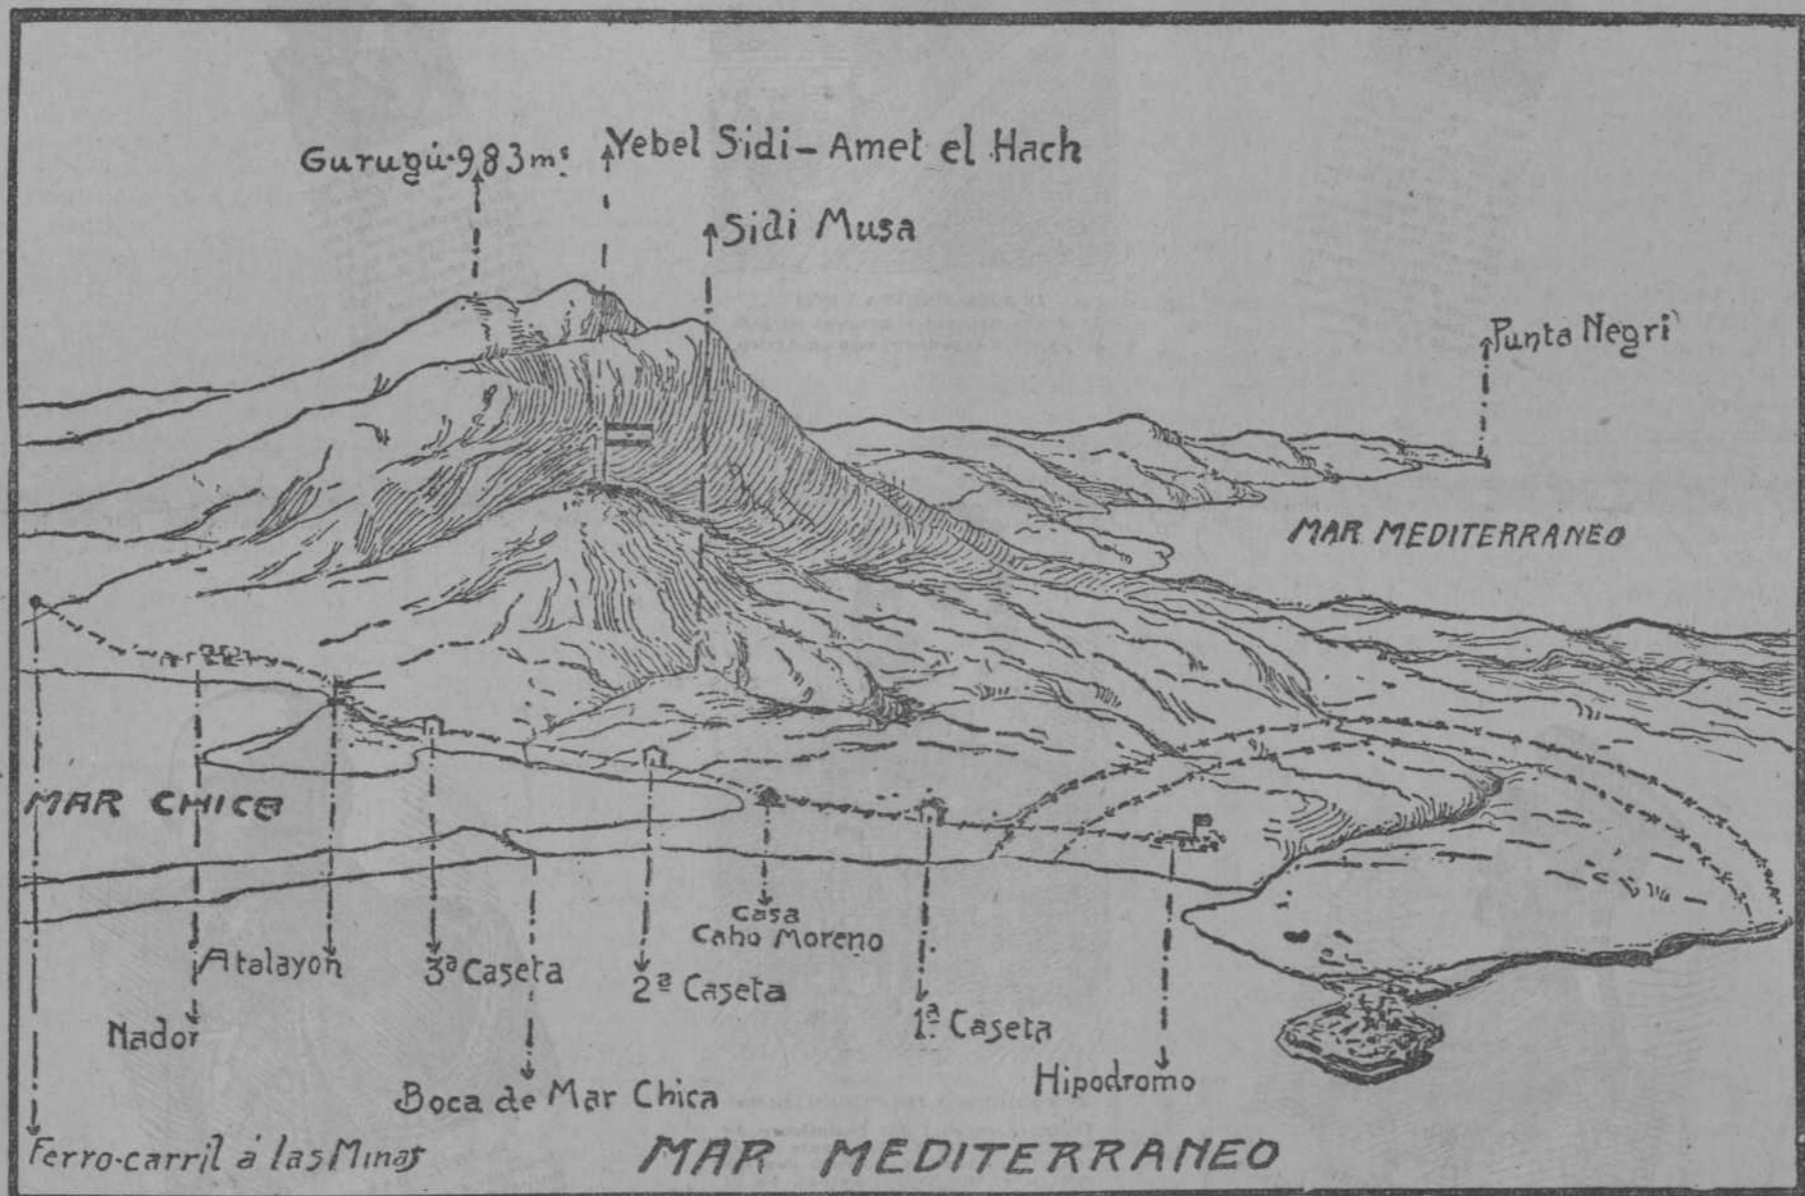 Gurugú-983 mˢ.
Yebel Sidi-Amet el Hach
Sidi Musa
Punta Negri
MAR MEDITERRANEO
MAR CHICA
Atalayon
3ª Caseta
2ª Caseta
Casa
Caho Moreno
1ª Caseta
Nador
Boca de Mar Chica
Hipodromo
Ferro-carril á las Minas
MAR MEDITERRANEO